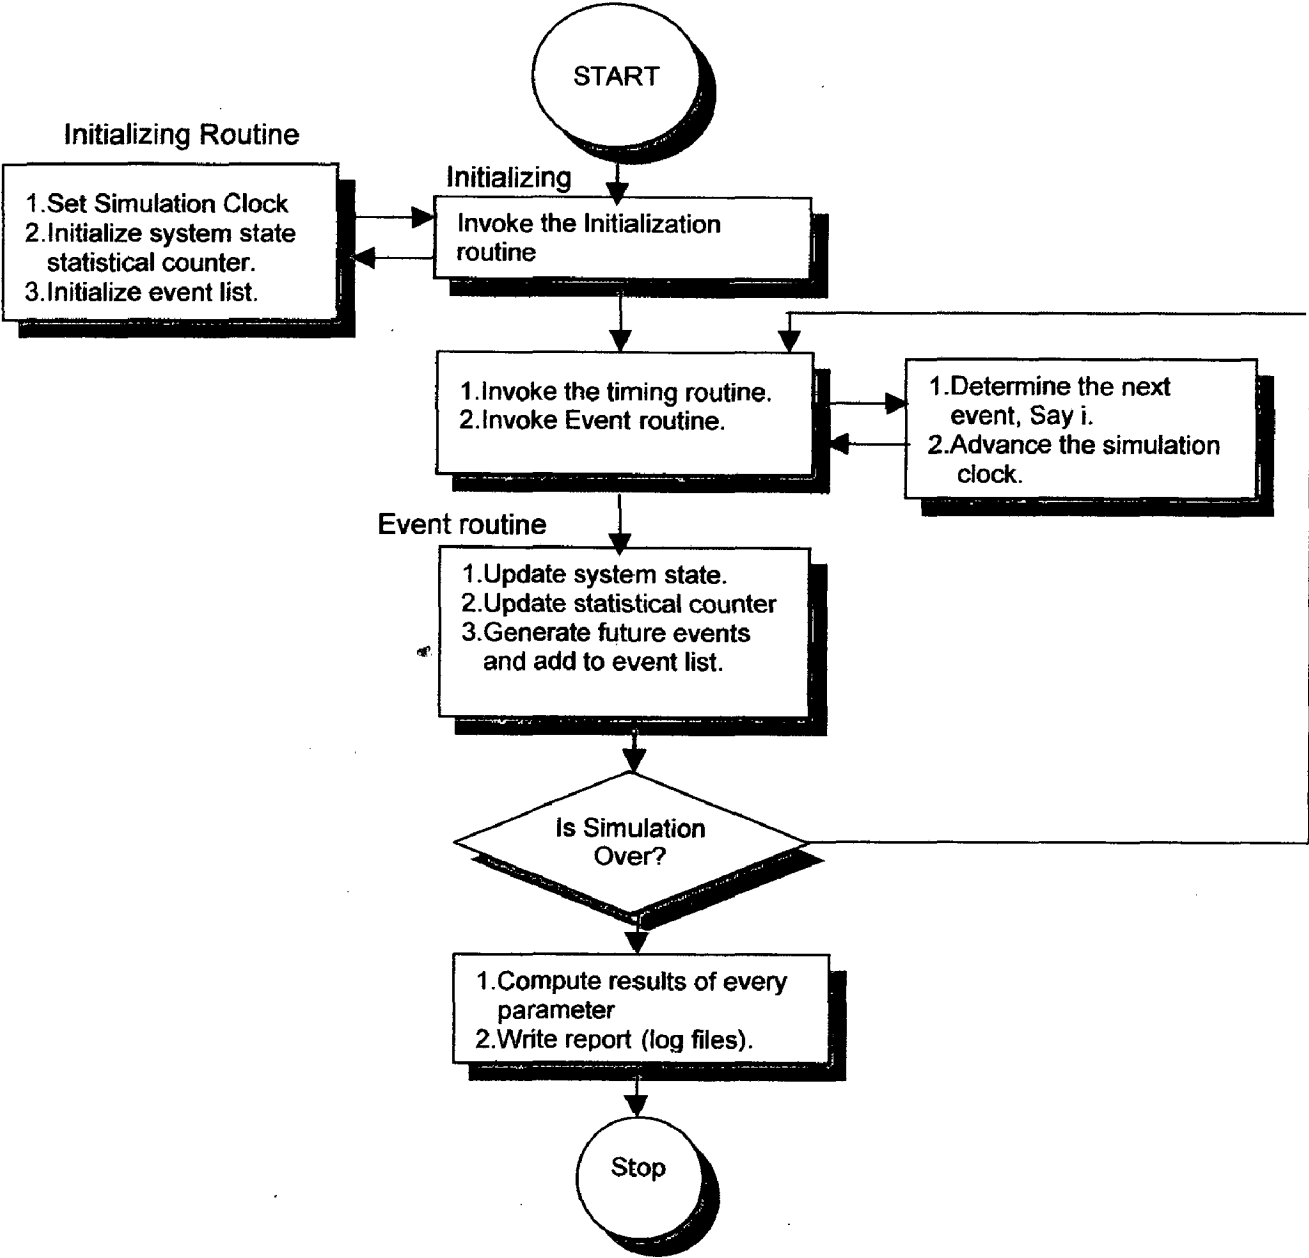 START
Initializing Routine
1.Set Simulation Clock
2.Initialize system state
statistical counter.
3.Initialize event list.
Initializing
Invoke the Initialization
routine
1.Invoke the timing routine.
2.Invoke Event routine.
1.Determine the next
event, Say i.
2.Advance the simulation
clock.
Event routine
1.Update system state.
2.Update statistical counter
3.Generate future events
and add to event list.
Is Simulation
Over?
1.Compute results of every
parameter
2.Write report (log files).
Stop